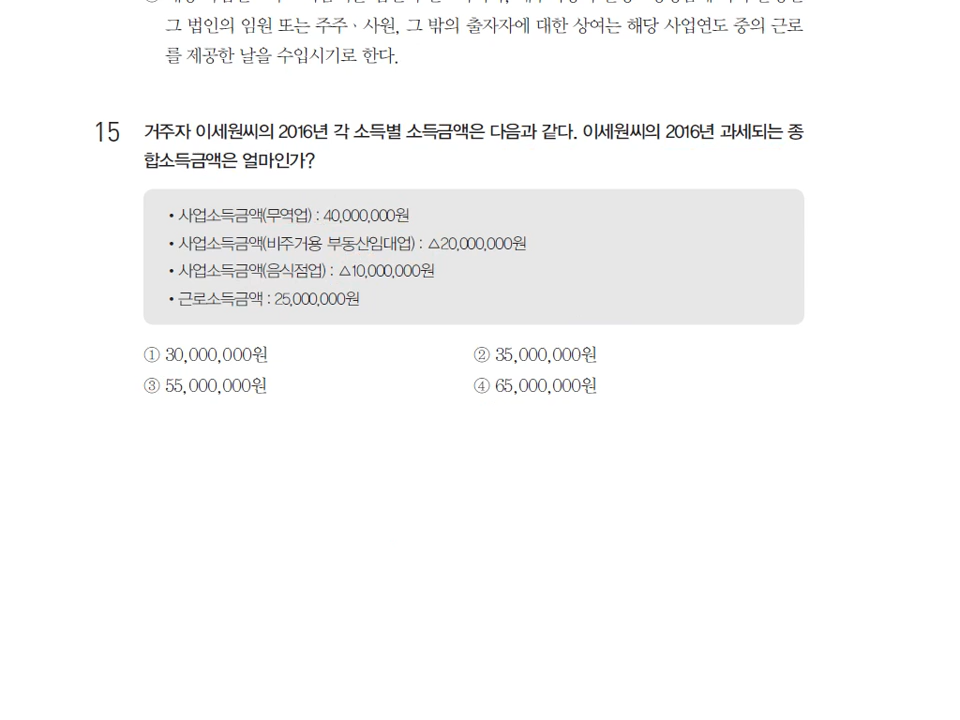 그 법인의 임원 또는 주주ㆍ사원, 그 밖의 출자자에 대한 상여는 해당 사업연도 중의 근로
를 제공한 날을 수입시기로 한다.
15 거주자 이세원씨의 2016년 각 소득별 소득금액은 다음과 같다. 이세원씨의 2016년 과세되는 종
합소득금액은 얼마인가?
• 사업소득금액(무역업) : 40,000,000원
• 사업소득금액(비주거용 부동산임대업) : △20,000,000원
• 사업소득금액(음식점업) : △10,000,000원
• 근로소득금액 : 25,000,000원
① 30,000,000원 ② 35,000,000원
③ 55,000,000원 ④ 65,000,000원